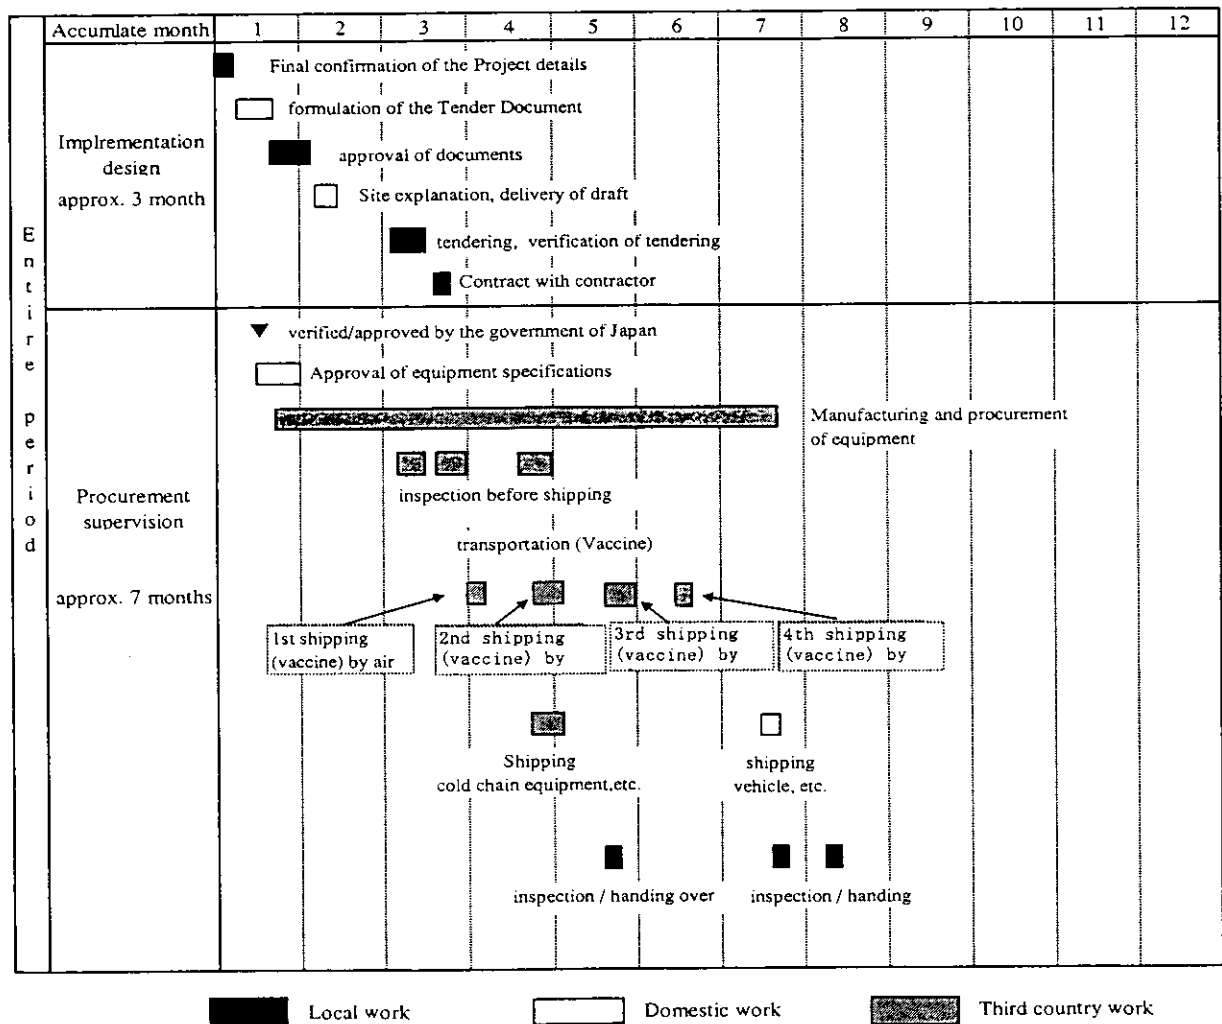 Accumlate month 1 2 3 4 5 6 7 8 9 10 11 12
Entire period
Implrementation
design
approx. 3 month
Final confirmation of the Project details
formulation of the Tender Document
approval of documents
Site explanation, delivery of draft
tendering, verification of tendering
Contract with contractor
Procurement
supervision
approx. 7 months
verified/approved by the government of Japan
Approval of equipment specifications
Manufacturing and procurement
of equipment
inspection before shipping
transportation (Vaccine)
1st shipping
(vaccine) by air
2nd shipping
(vaccine) by
3rd shipping
(vaccine) by
4th shipping
(vaccine) by
Shipping
cold chain equipment,etc.
shipping
vehicle, etc.
inspection / handing over
inspection / handing
Local work
Domestic work
Third country work